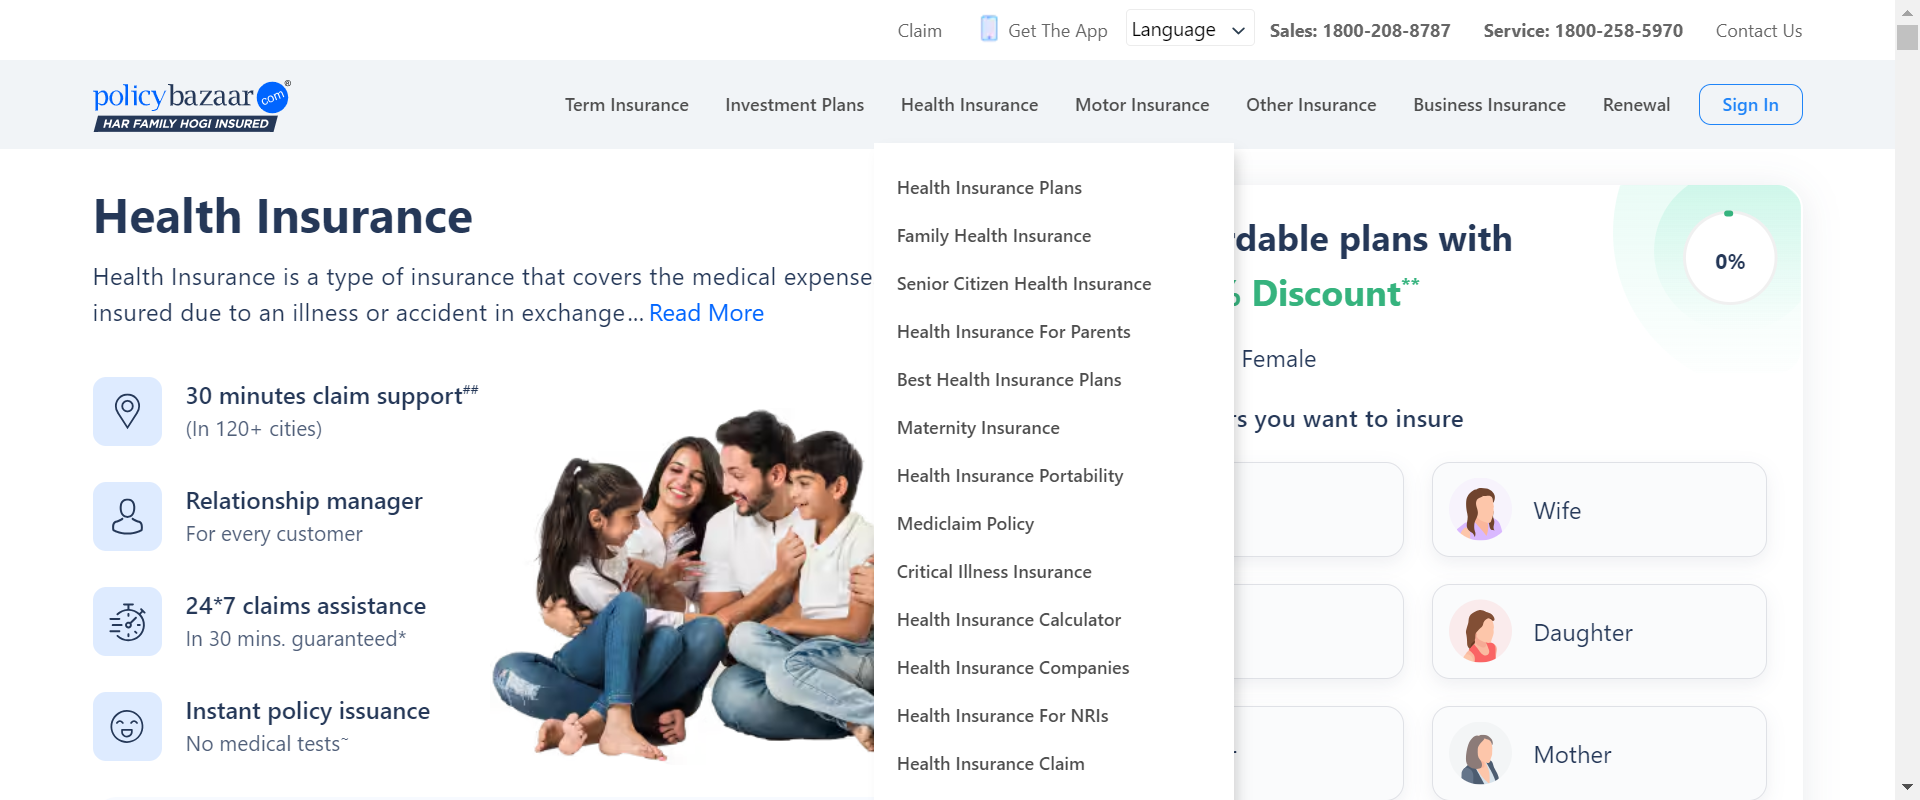 Claim
Get The App
Language
Sales: 1800-208-8787
Service: 1800-258-5970
Contact Us
policybazaar.com®
HAR FAMILY HOGI INSURED
Term Insurance
Investment Plans
Health Insurance
Motor Insurance
Other Insurance
Business Insurance
Renewal
Sign In
Health Insurance
Health Insurance is a type of insurance that covers the medical expense
insured due to an illness or accident in exchange... Read More
30 minutes claim support##
(In 120+ cities)
Relationship manager
For every customer
24*7 claims assistance
In 30 mins. guaranteed*
Instant policy issuance
No medical tests~
Health Insurance Plans
Family Health Insurance
Senior Citizen Health Insurance
Health Insurance For Parents
Best Health Insurance Plans
Maternity Insurance
Health Insurance Portability
Mediclaim Policy
Critical Illness Insurance
Health Insurance Calculator
Health Insurance Companies
Health Insurance For NRIs
Health Insurance Claim
plans with
Discount**
0%
Female
you want to insure
Wife
Daughter
Mother